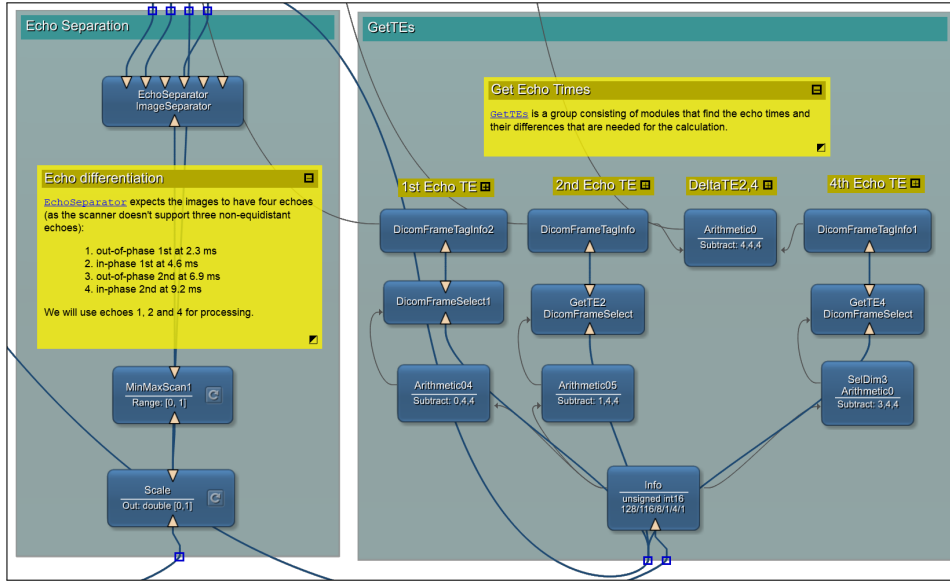 Echo Separation
EchoSeparator
ImageSeparator
Echo differentiation
EchoSeparator expects the images to have four echoes
(as the scanner doesn't support three non-equidistant
echoes):
1. out-of-phase 1st at 2.3 ms
2. in-phase 1st at 4.6 ms
3. out-of-phase 2nd at 6.9 ms
4. in-phase 2nd at 9.2 ms
We will use echoes 1, 2 and 4 for processing.
MinMaxScan1
Range: [0, 1]
Scale
Out: double [0,1]
GetTEs
Get Echo Times
GetTEs is a group consisting of modules that find the echo times and
their differences that are needed for the calculation.
1st Echo TE
2nd Echo TE
DeltaTE2,4
4th Echo TE
DicomFrameTagInfo2
DicomFrameTagInfo
Arithmetic0
Subtract: 4,4,4
DicomFrameTagInfo1
DicomFrameSelect1
GetTE2
DicomFrameSelect
GetTE4
DicomFrameSelect
Arithmetic04
Subtract: 0,4,4
Arithmetic05
Subtract: 1,4,4
SelDim3
Arithmetic0
Subtract: 3,4,4
Info
unsigned int16
128/116/8/1/4/1